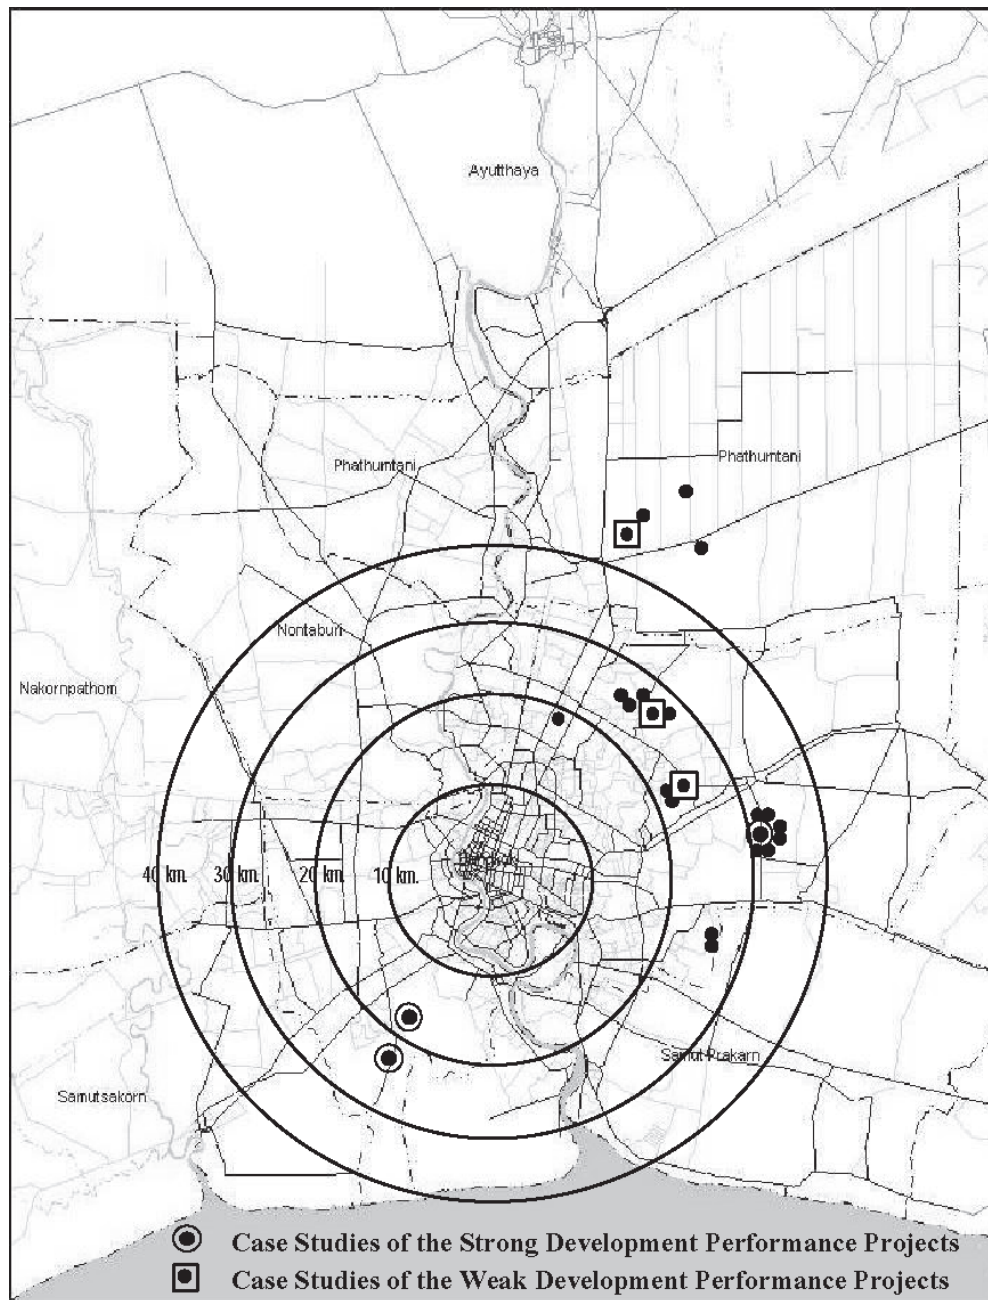 Ayutthaya
Phathumtani
Phathumtani
Nontaburi
Nakornpathom
Bangkok
40 km. 30 km. 20 km. 10 km.
Samut Prakarn
Samutsakorn
Case Studies of the Strong Development Performance Projects
Case Studies of the Weak Development Performance Projects